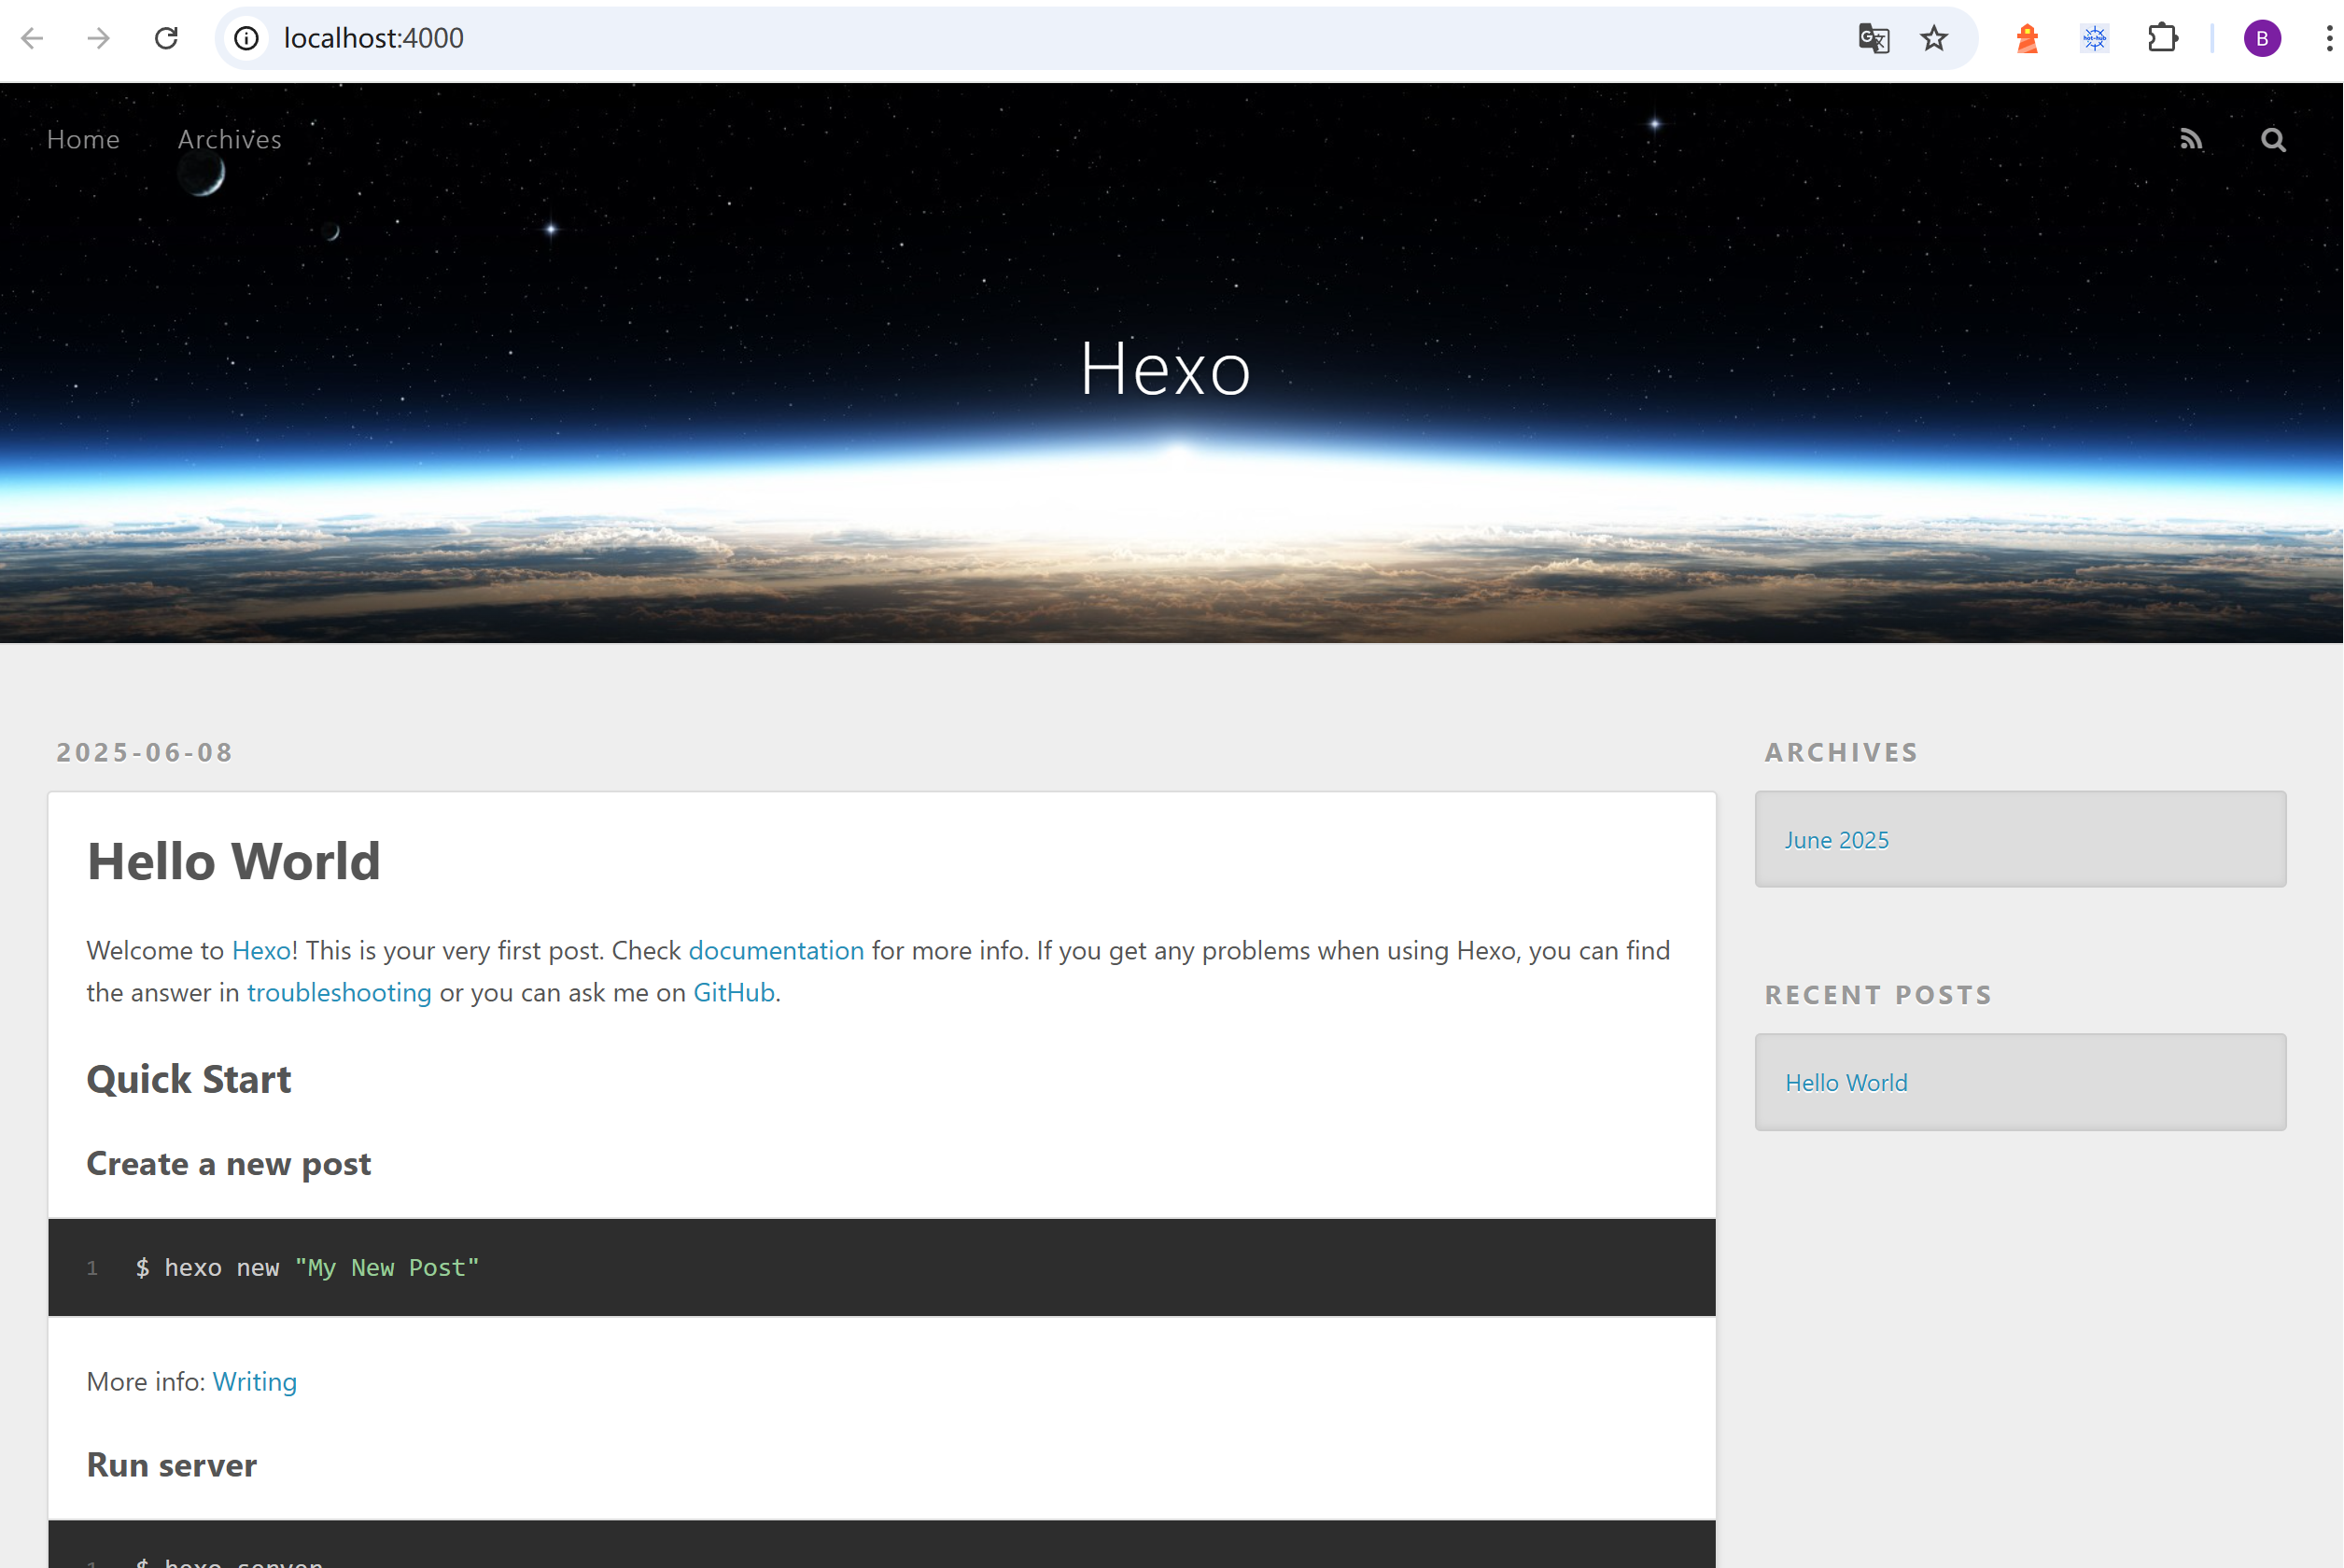 localhost:4000
B
Home Archives
Hexo
2025-06-08
Hello World
Welcome to Hexo! This is your very first post. Check documentation for more info. If you get any problems when using Hexo, you can find
the answer in troubleshooting or you can ask me on GitHub.
Quick Start
Create a new post
1 $ hexo new "My New Post"
More info: Writing
Run server
1 $ hexo server
ARCHIVES
June 2025
RECENT POSTS
Hello World